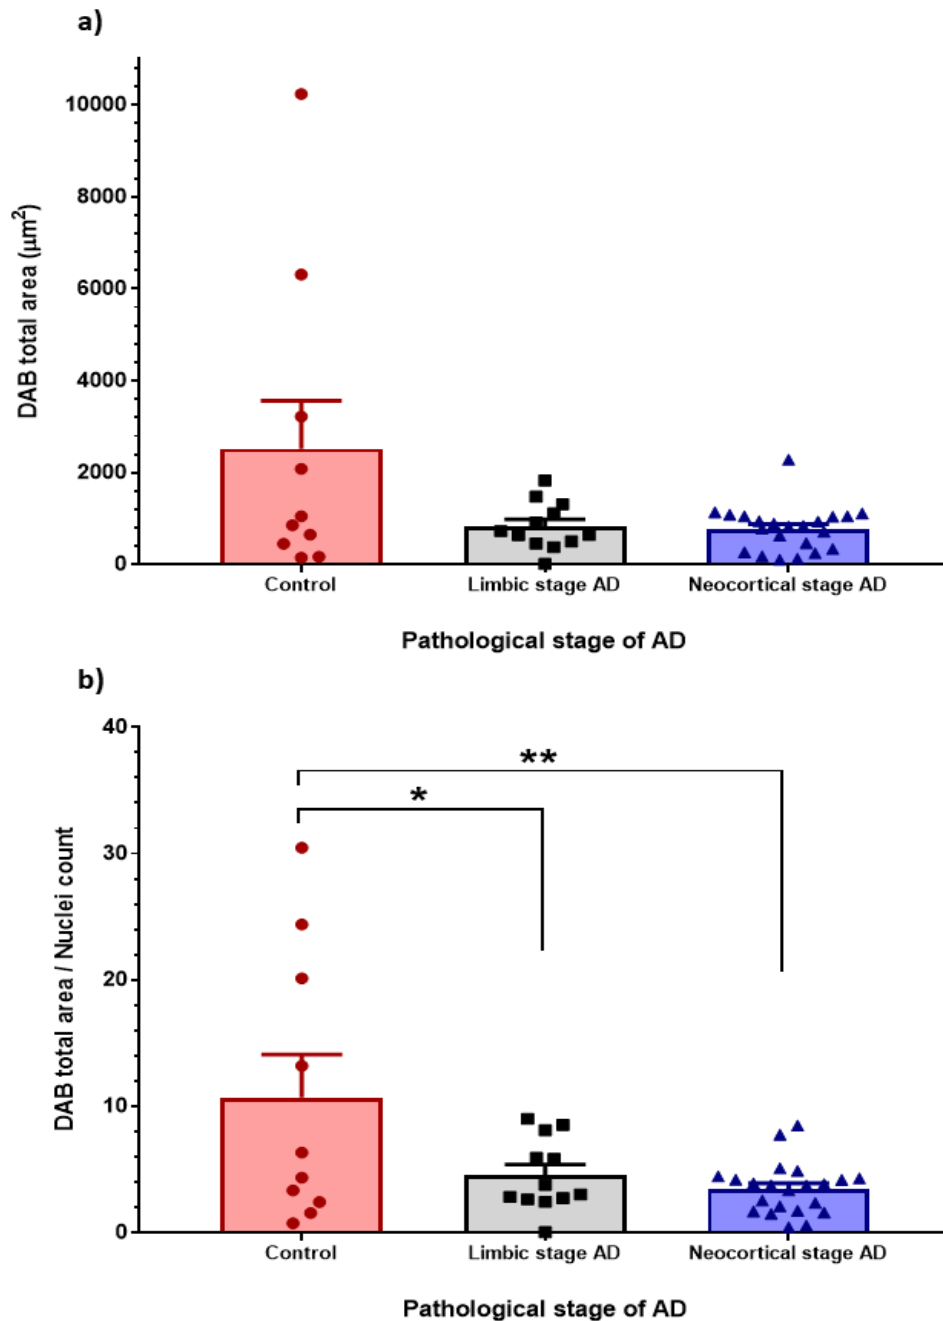 a)
DAB total area (μm²)
10000
8000
6000
4000
2000
0
Control
Limbic stage AD
Neocortical stage AD
Pathological stage of AD
b)
DAB total area / Nuclei count
40
30
20
10
0
**
*
Control
Limbic stage AD
Neocortical stage AD
Pathological stage of AD